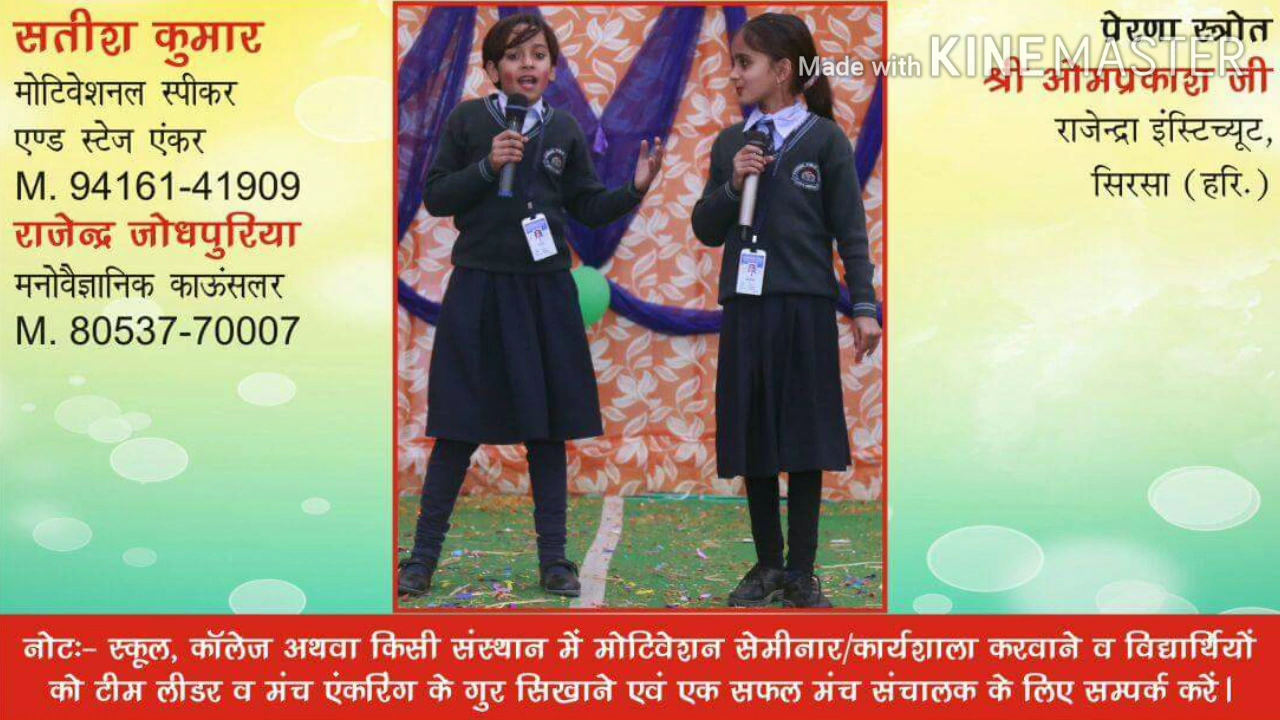 सतीश कुमार
मोटिवेशनल स्पीकर
एण्ड स्टेज एंकर
M. 94161-41909
राजेन्द्र जोधपुरिया
मनोवैज्ञानिक काऊंसलर
M. 80537-70007
पेरणा स्त्रोत
Made with KINEMASTER
श्री ओमप्रकाश जी
राजेन्द्रा इंस्टिच्यूट,
सिरसा (हरि.)
नोटः- स्कूल, कॉलेज अथवा किसी संस्थान में मोटिवेशन सेमीनार/कार्यशाला करवाने व विद्यार्थियों
को टीम लीडर व मंच एंकरिंग के गुर सिखाने एवं एक सफल मंच संचालक के लिए सम्पर्क करें।